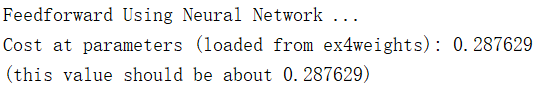 Feedforward Using Neural Network ...
Cost at parameters (loaded from ex4weights): 0.287629
(this value should be about 0.287629)